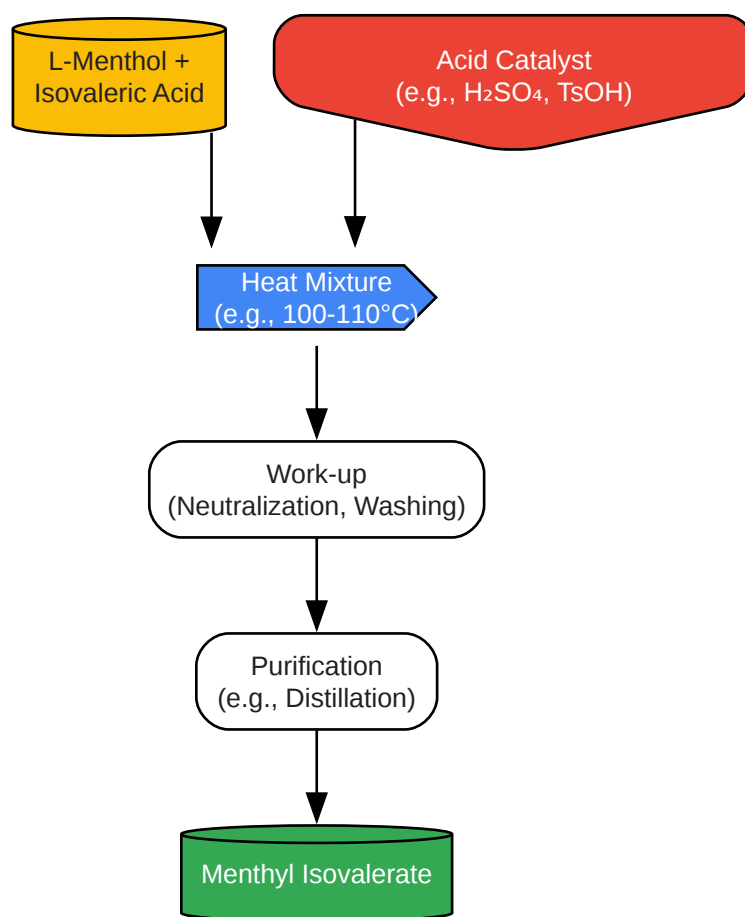 L-Menthol +
Isovaleric Acid
Acid Catalyst
(e.g., H₂SO₄, TsOH)
Heat Mixture
(e.g., 100-110°C)
Work-up
(Neutralization, Washing)
Purification
(e.g., Distillation)
Menthyl Isovalerate